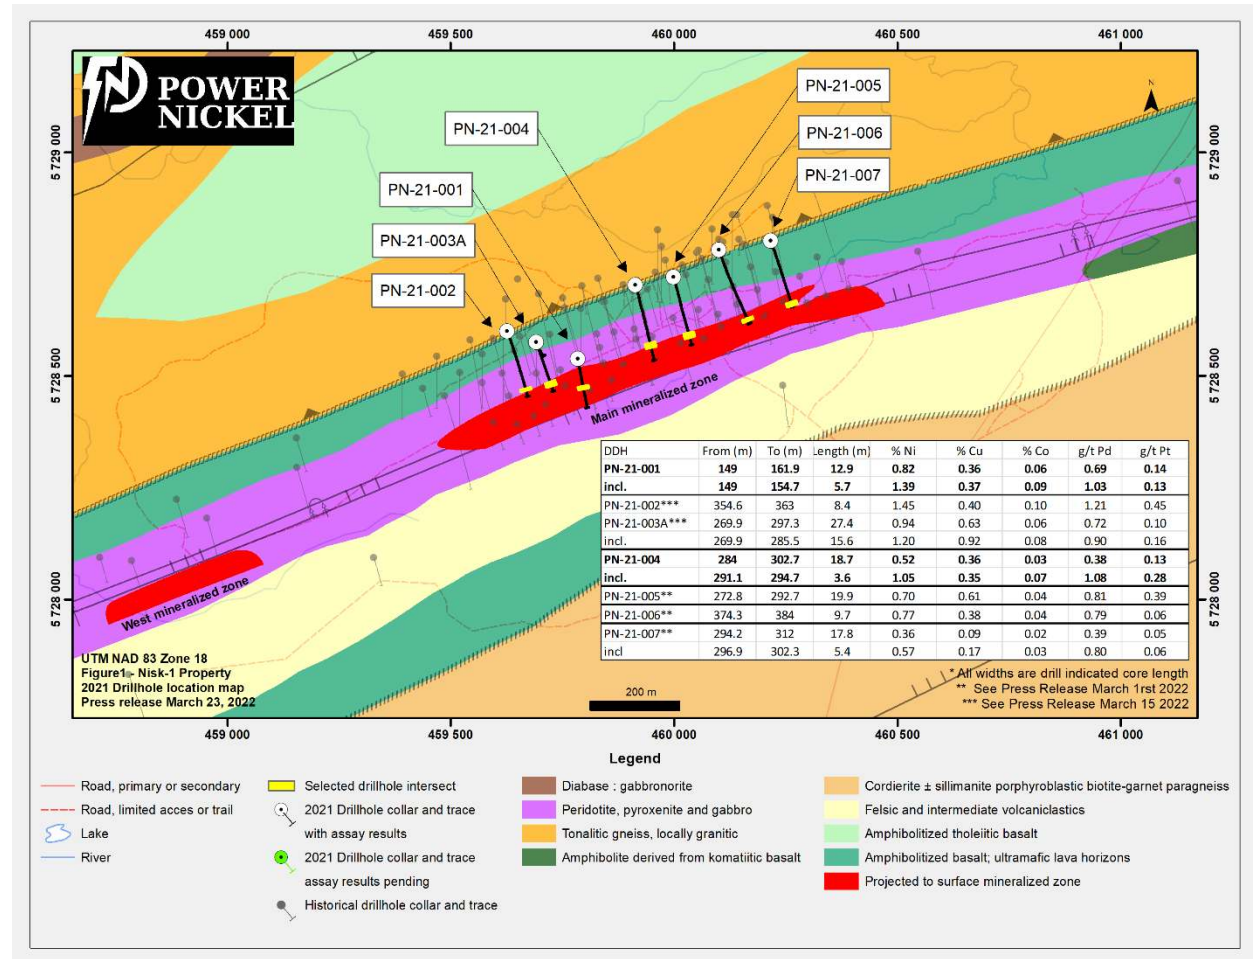 459 000 459 500 460 000 460 500 461 000
POWER
NICKEL
N
5 729 000
5 729 000
PN-21-005
PN-21-004
PN-21-006
PN-21-001
PN-21-007
PN-21-003A
PN-21-002
5 728 500
5 728 500
Main mineralized zone
DDH From (m) To (m) Length (m) % Ni % Cu % Co g/t Pd g/t Pt
PN-21-001 149 161.9 12.9 0.82 0.36 0.06 0.69 0.14
incl. 149 154.7 5.7 1.39 0.37 0.09 1.03 0.13
PN-21-002*** 354.6 363 8.4 1.45 0.40 0.10 1.21 0.45
PN-21-003A*** 269.9 297.3 27.4 0.94 0.63 0.06 0.72 0.10
incl. 269.9 285.5 15.6 1.20 0.92 0.08 0.90 0.16
PN-21-004 284 302.7 18.7 0.52 0.36 0.03 0.38 0.13
incl. 291.1 294.7 3.6 1.05 0.35 0.07 1.08 0.28
PN-21-005** 272.8 292.7 19.9 0.70 0.61 0.04 0.81 0.39
PN-21-006** 374.3 384 9.7 0.77 0.38 0.04 0.79 0.06
PN-21-007** 294.2 312 17.8 0.36 0.09 0.02 0.39 0.05
incl 296.9 302.3 5.4 0.57 0.17 0.03 0.80 0.06
5 728 000
5 728 000
West mineralized zone
UTM NAD 83 Zone 18
Figure1 - Nisk-1 Property
2021 Drillhole location map
Press release March 23, 2022
* All widths are drill indicated core length
** See Press Release March 1rst 2022
*** See Press Release March 15 2022
200 m
459 000 459 500 460 000 460 500 461 000
Legend
Road, primary or secondary
Road, limited acces or trail
Lake
River
Selected drillhole intersect
2021 Drillhole collar and trace
with assay results
2021 Drillhole collar and trace
assay results pending
Historical drillhole collar and trace
Diabase : gabbronorite
Peridotite, pyroxenite and gabbro
Tonalitic gneiss, locally granitic
Amphibolite derived from komatiitic basalt
Cordierite ± sillimanite porphyroblastic biotite-garnet paragneiss
Felsic and intermediate volcaniclastics
Amphibolitized tholeiitic basalt
Amphibolitized basalt; ultramafic lava horizons
Projected to surface mineralized zone